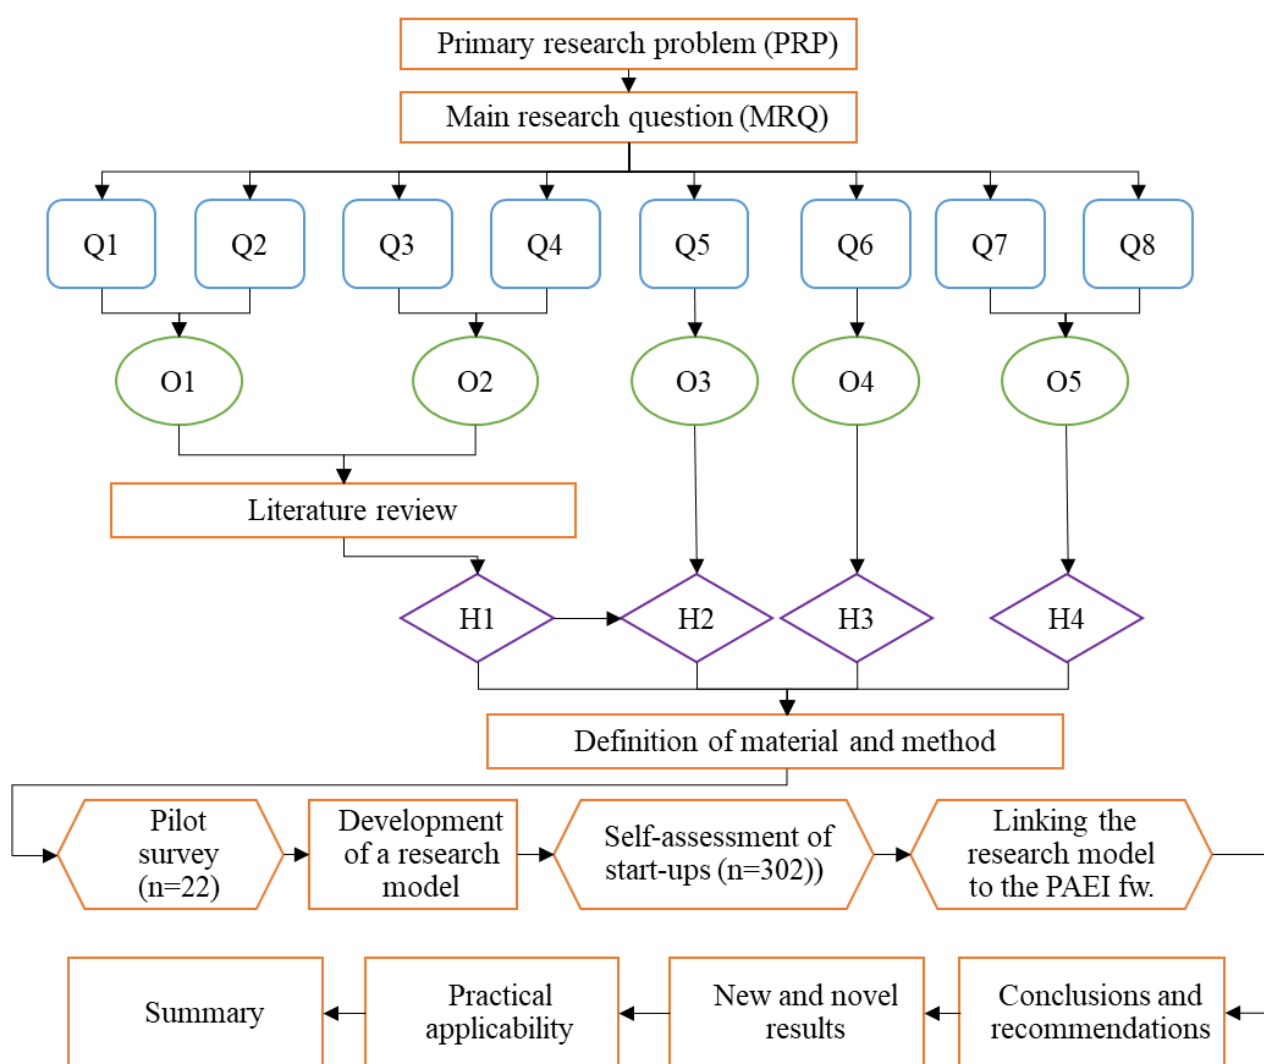 Primary research problem (PRP)
Main research question (MRQ)
Q1
Q2
Q3
Q4
Q5
Q6
Q7
Q8
O1
O2
O3
O4
O5
Literature review
H1
H2
H3
H4
Definition of material and method
Pilot
survey
(n=22)
Development
of a research
model
Self-assessment of
start-ups (n=302))
Linking the
research model
to the PAEI fw.
Summary
Practical
applicability
New and novel
results
Conclusions and
recommendations